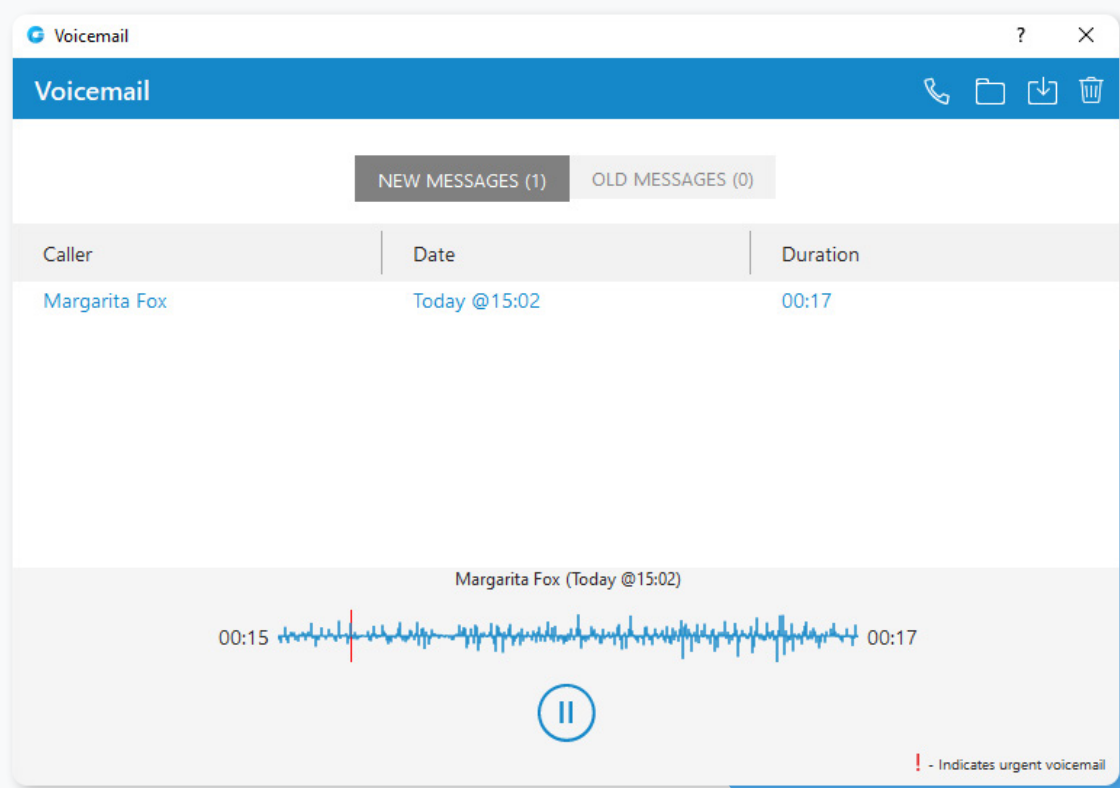 Voicemail
?
Voicemail
NEW MESSAGES (1) OLD MESSAGES (0)
Caller Date Duration
Margarita Fox Today @15:02 00:17
Margarita Fox (Today @15:02)
00:15 00:17
! - Indicates urgent voicemail